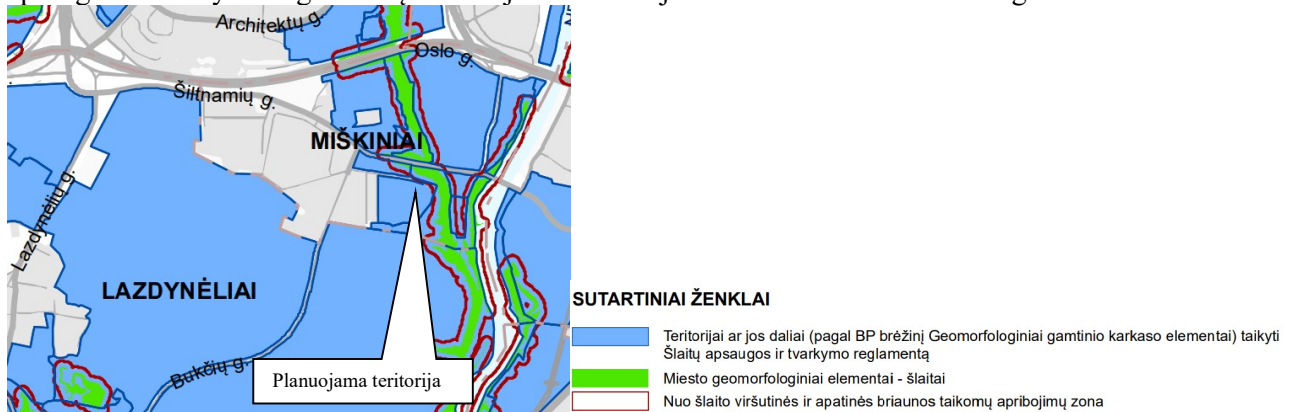 Architektų g.
Oslo g.
Šiltnamių g.
MIŠKINIAI
Lazdynėlių g.
LAZDYNĖLIAI
Bukčių g.
Planuojama teritorija
SUTARTINIAI ŽENKLAI
Teritorijai ar jos daliai (pagal BP brėžinį Geomorfologiniai gamtinio karkaso elementai) taikyti
Šlaitų apsaugos ir tvarkymo reglamentą
Miesto geomorfologiniai elementai - šlaitai
Nuo šlaito viršutinės ir apatinės briaunos taikomų apribojimų zona